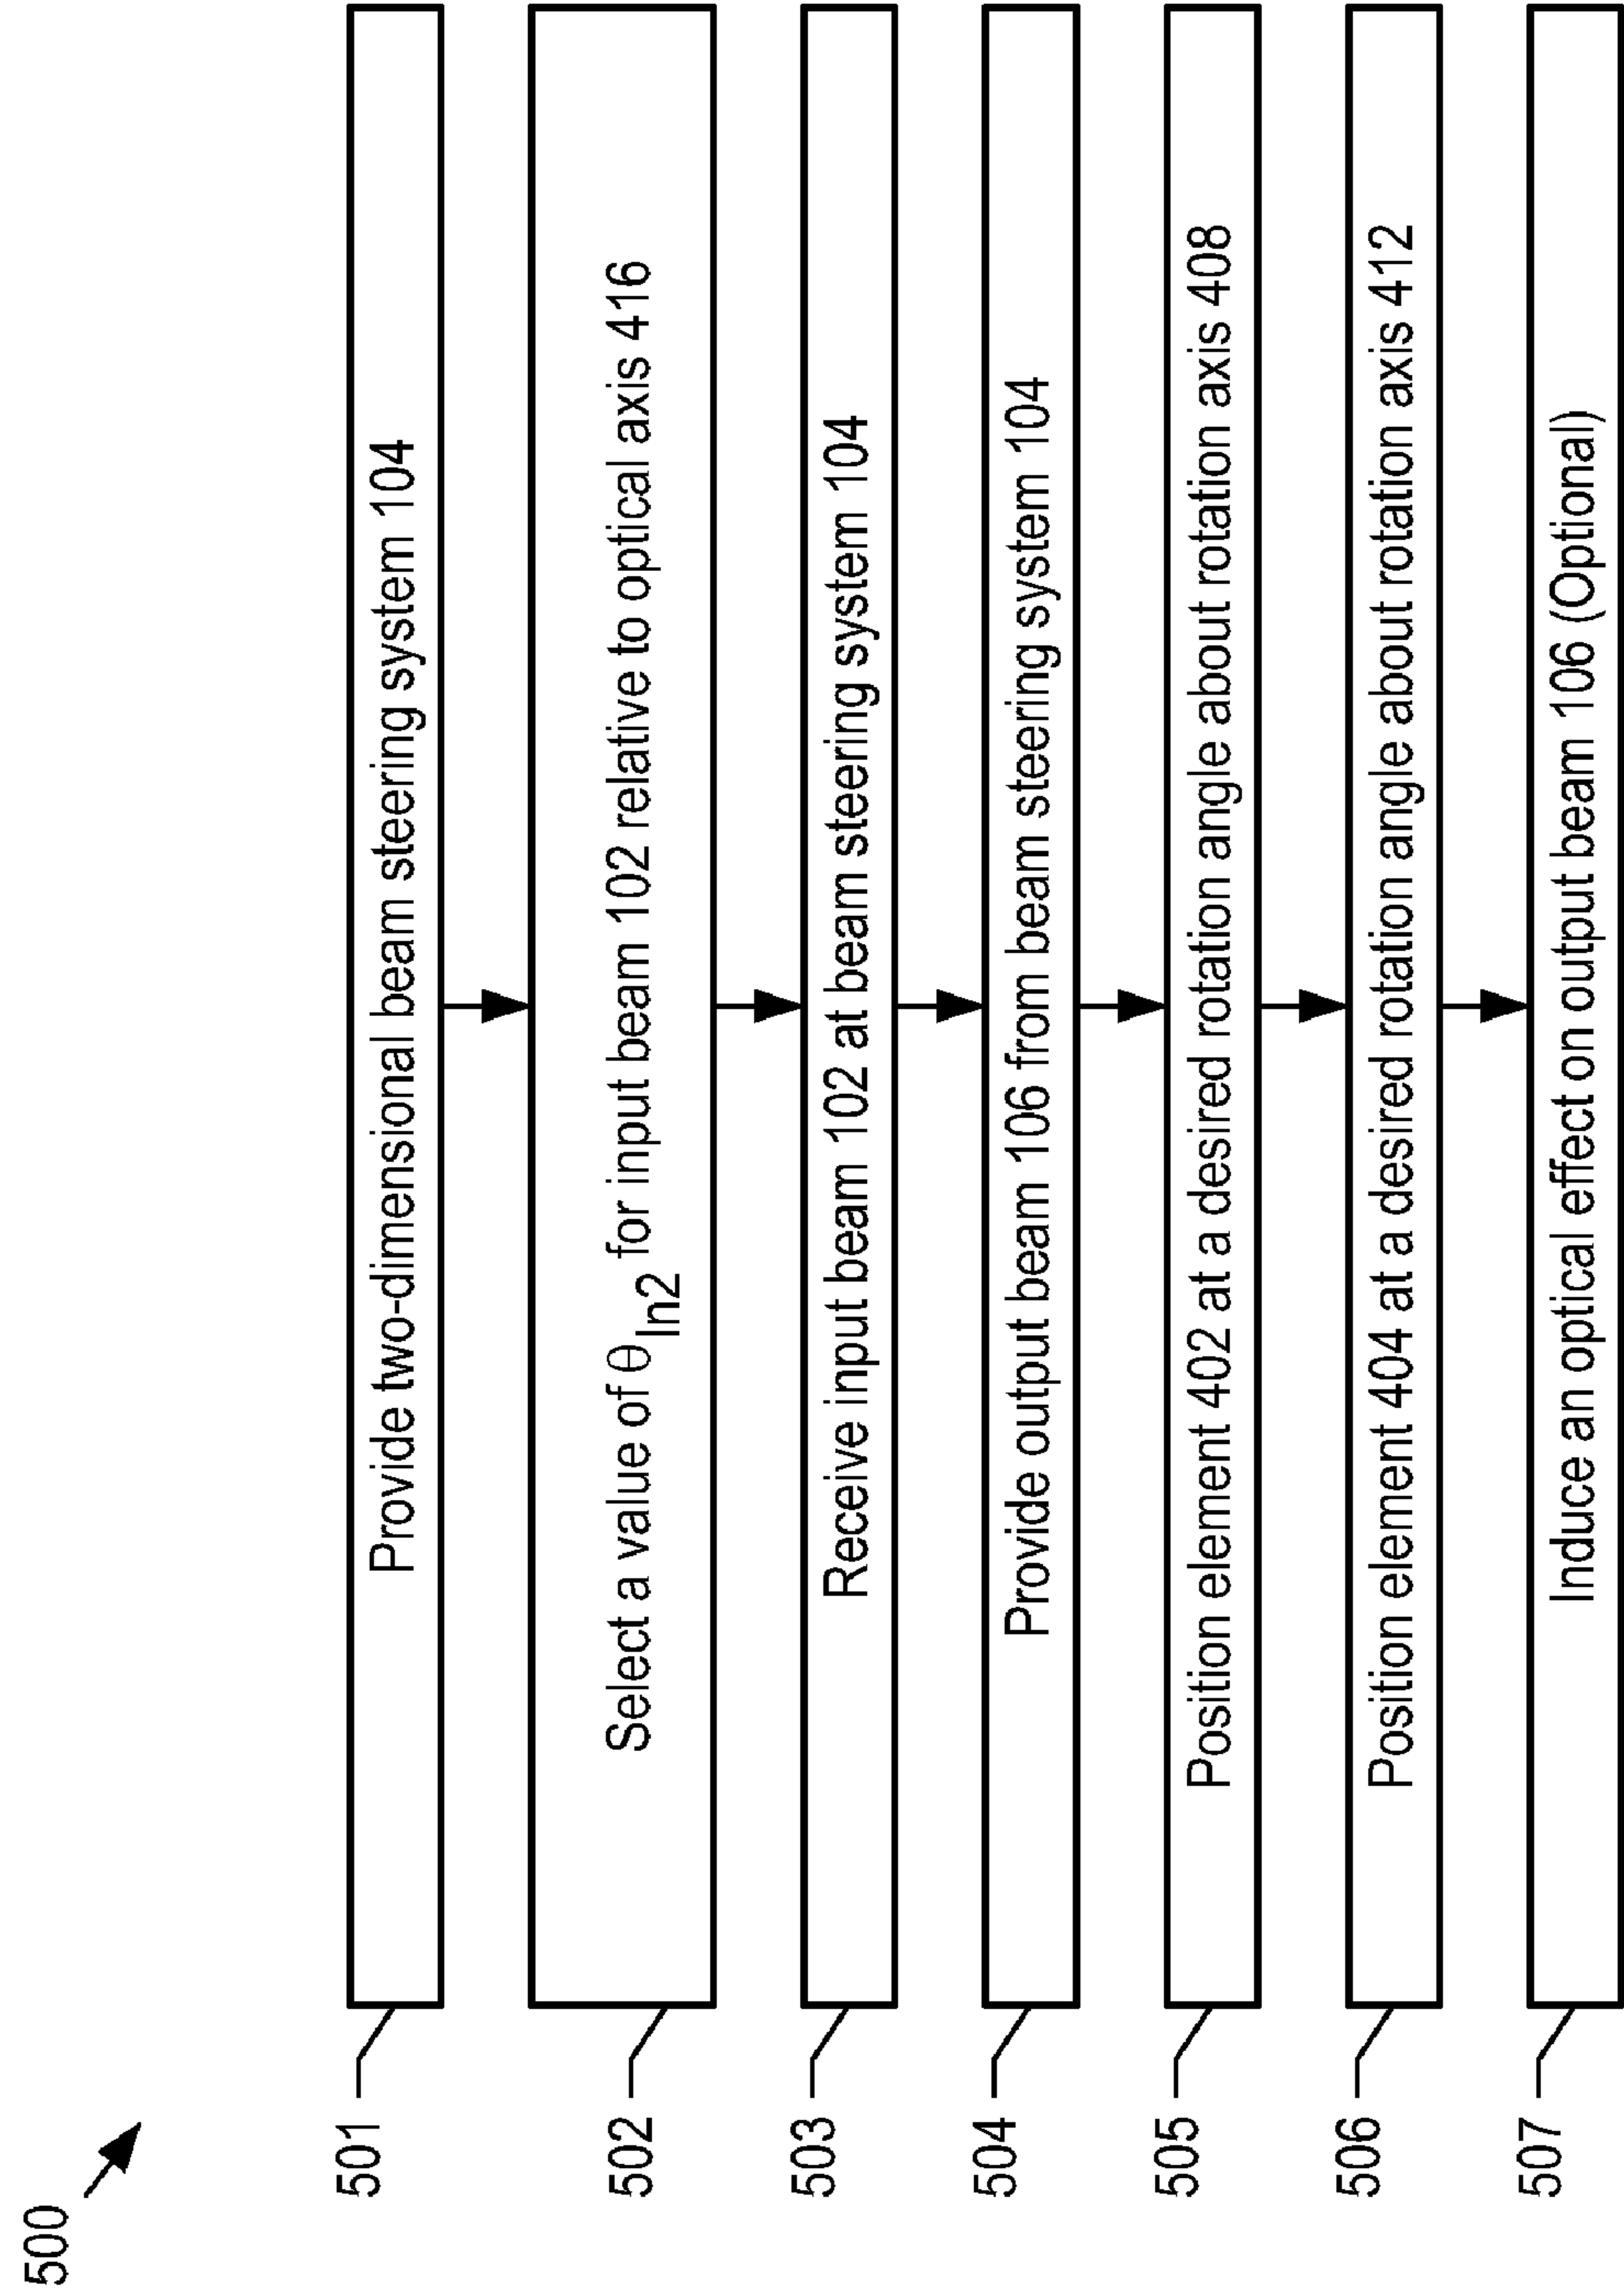 500
501
Provide two-dimensional beam steering system 104
502
Select a value of θIn2 for input beam 102 relative to optical axis 416
503
Receive input beam 102 at beam steering system 104
504
Provide output beam 106 from beam steering system 104
505
Position element 402 at a desired rotation angle about rotation axis 408
506
Position element 404 at a desired rotation angle about rotation axis 412
507
Induce an optical effect on output beam 106 (Optional)